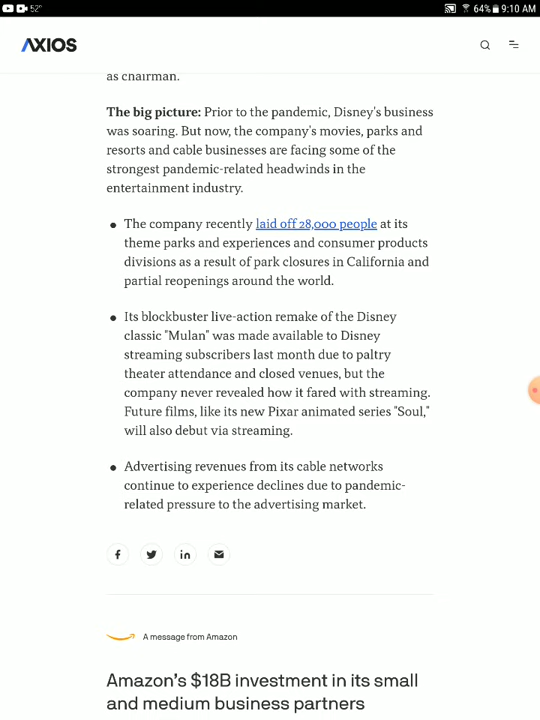 52°
64% 9:10 AM
AXIOS
as chairman.
The big picture: Prior to the pandemic, Disney's business
was soaring. But now, the company's movies, parks and
resorts and cable businesses are facing some of the
strongest pandemic-related headwinds in the
entertainment industry.
• The company recently laid off 28,000 people at its
theme parks and experiences and consumer products
divisions as a result of park closures in California and
partial reopenings around the world.
• Its blockbuster live-action remake of the Disney
classic "Mulan" was made available to Disney
streaming subscribers last month due to paltry
theater attendance and closed venues, but the
company never revealed how it fared with streaming.
Future films, like its new Pixar animated series "Soul,"
will also debut via streaming.
• Advertising revenues from its cable networks
continue to experience declines due to pandemic-
related pressure to the advertising market.
A message from Amazon
Amazon's $18B investment in its small
and medium business partners